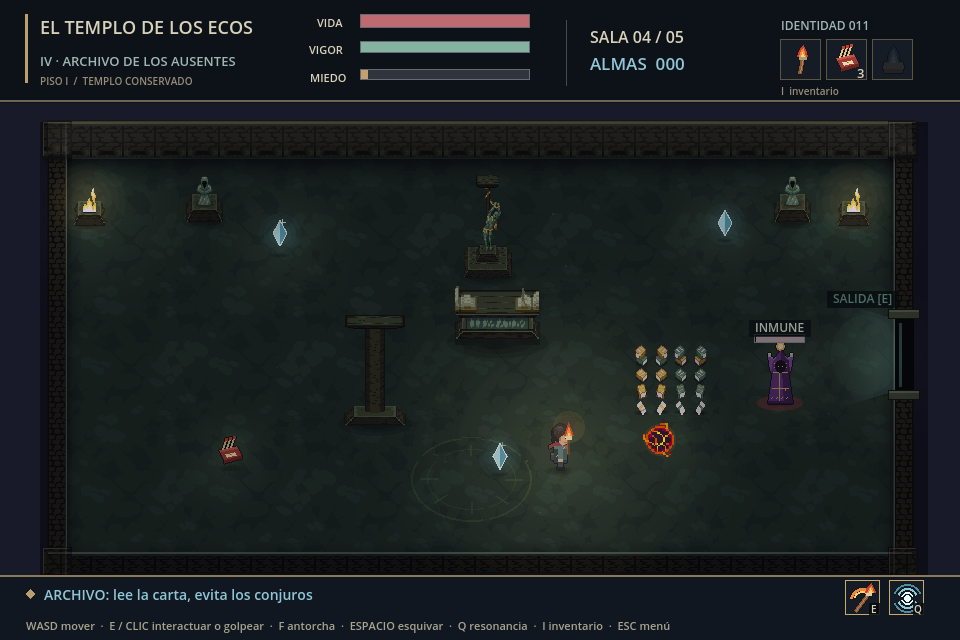 EL TEMPLO DE LOS ECOS
IV · ARCHIVO DE LOS AUSENTES
PISO I / TEMPLO CONSERVADO
VIDA
VIGOR
MIEDO
SALA 04 / 05
ALMAS 000
IDENTIDAD 011
3
I inventario
SALIDA [E]
INMUNE
ARCHIVO: lee la carta, evita los conjuros
E
Q
WASD mover · E / CLIC interactuar o golpear · F antorcha · ESPACIO esquivar · Q resonancia · I inventario · ESC menú